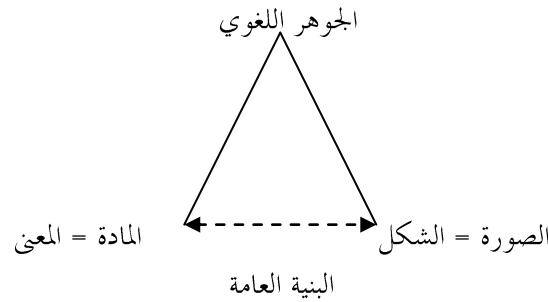 الجوهر اللغوي
الصورة = الشكل
المادة = المعنى
البنية العامة